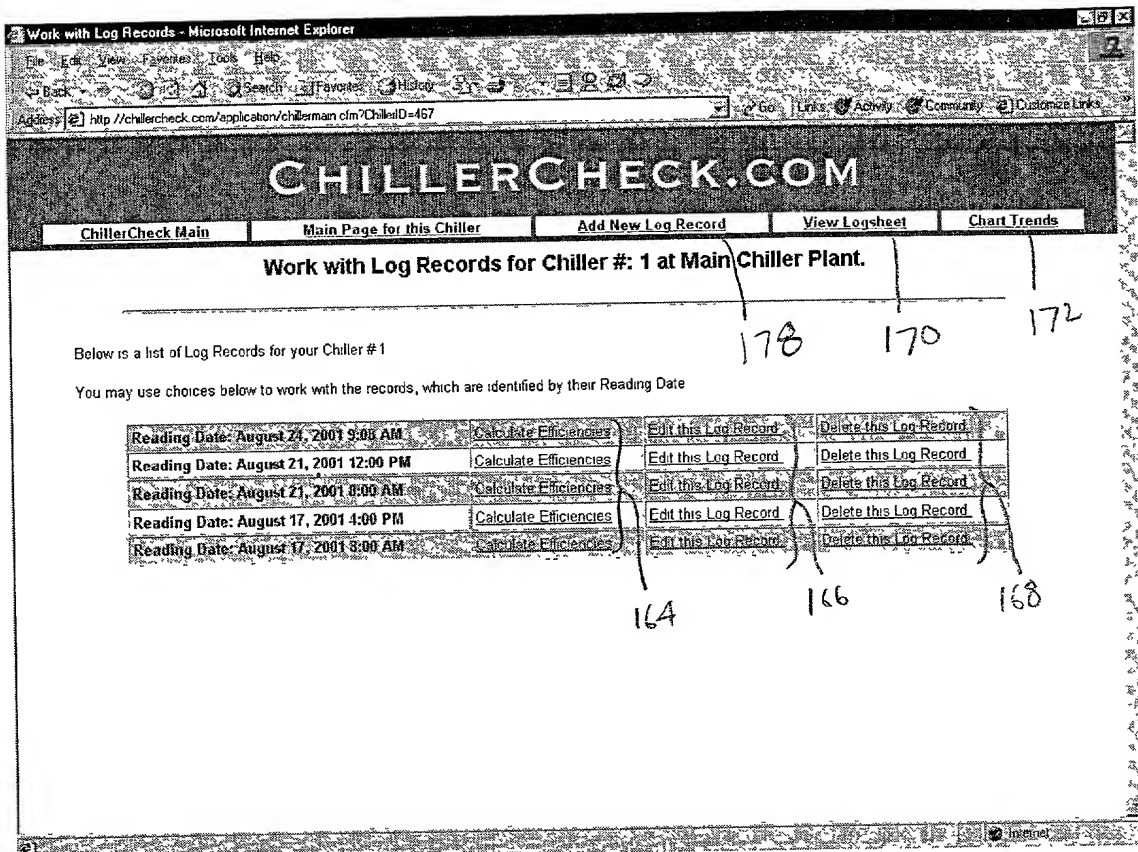 Work with Log Records - Microsoft Internet Explorer
File Edit View Favorites Tools Help
Back Search Favorites History
Address http //chillercheck.com/application/chillermain cfm?ChillerID=467 Go Links Activity Community Customize Links
CHILLERCHECK.COM
ChillerCheck Main Main Page for this Chiller Add New Log Record View Logsheet Chart Trends
Work with Log Records for Chiller #: 1 at Main Chiller Plant.
178 170 172
Below is a list of Log Records for your Chiller # 1
You may use choices below to work with the records, which are identified by their Reading Date
Reading Date: August 21, 2001 Calculate Efficiencies Edit this Log Record Delete this Log Record
Reading Date: August 21, 2001 12:00 PM Calculate Efficiencies Edit this Log Record Delete this Log Record
Reading Date: August 21, 2001 8:00 AM Calculate Efficiencies Edit this Log Record Delete this Log Record
Reading Date: August 17, 2001 4:00 PM Calculate Efficiencies Edit this Log Record Delete this Log Record
Reading Date: August 17, 2001 8:00 AM Calculate Efficiencies Edit this Log Record Delete this Log Record
164 166 168
Internet